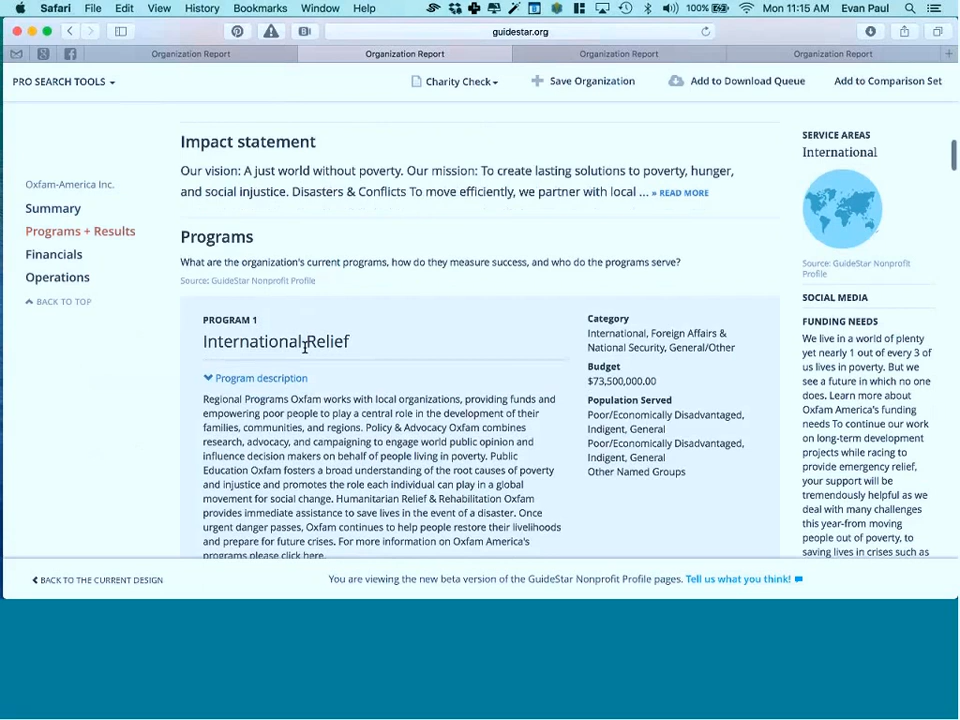 Safari File Edit View History Bookmarks Window Help 100% Mon 11:15 AM Evan Paul
guidestar.org
Organization Report Organization Report Organization Report Organization Report
PRO SEARCH TOOLS Charity Check Save Organization Add to Download Queue Add to Comparison Set
Oxfam-America Inc.
Summary
Programs + Results
Financials
Operations
BACK TO TOP
Impact statement
Our vision: A just world without poverty. Our mission: To create lasting solutions to poverty, hunger,
and social injustice. Disasters & Conflicts To move efficiently, we partner with local ... » READ MORE
Programs
What are the organization's current programs, how do they measure success, and who do the programs serve?
Source: GuideStar Nonprofit Profile
PROGRAM 1
International Relief
Program description
Regional Programs Oxfam works with local organizations, providing funds and
empowering poor people to play a central role in the development of their
families, communities, and regions. Policy & Advocacy Oxfam combines
research, advocacy, and campaigning to engage world public opinion and
influence decision makers on behalf of people living in poverty. Public
Education Oxfam fosters a broad understanding of the root causes of poverty
and injustice and promotes the role each individual can play in a global
movement for social change. Humanitarian Relief & Rehabilitation Oxfam
provides immediate assistance to save lives in the event of a disaster. Once
urgent danger passes, Oxfam continues to help people restore their livelihoods
and prepare for future crises. For more information on Oxfam America's
programs please click here.
Category
International, Foreign Affairs &
National Security, General/Other
Budget
$73,500,000.00
Population Served
Poor/Economically Disadvantaged,
Indigent, General
Poor/Economically Disadvantaged,
Indigent, General
Other Named Groups
SERVICE AREAS
International
Source: GuideStar Nonprofit
Profile
SOCIAL MEDIA
FUNDING NEEDS
We live in a world of plenty
yet nearly 1 out of every 3 of
us lives in poverty. But we
see a future in which no one
does. Learn more about
Oxfam America's funding
needs To continue our work
on long-term development
projects while racing to
provide emergency relief,
your support will be
tremendously helpful as we
deal with many challenges
this year-from moving
people out of poverty, to
saving lives in crises such as
BACK TO THE CURRENT DESIGN You are viewing the new beta version of the GuideStar Nonprofit Profile pages. Tell us what you think!